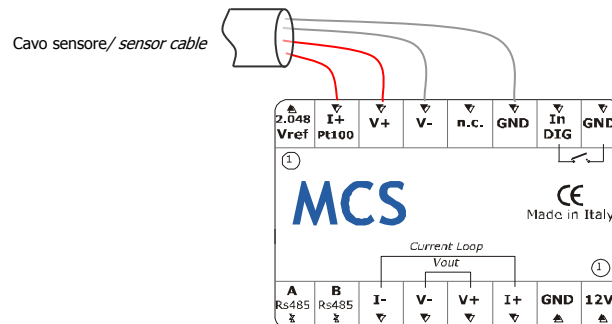 Cavo sensore/ sensor cable
2.048 I+ V+ V- n.c. GND In GND
Vref Pt100 DIG
1
MCS
CE
Made in Italy
Current Loop
Vout
1
A B I- V- V+ I+ GND 12V
Rs485 Rs485